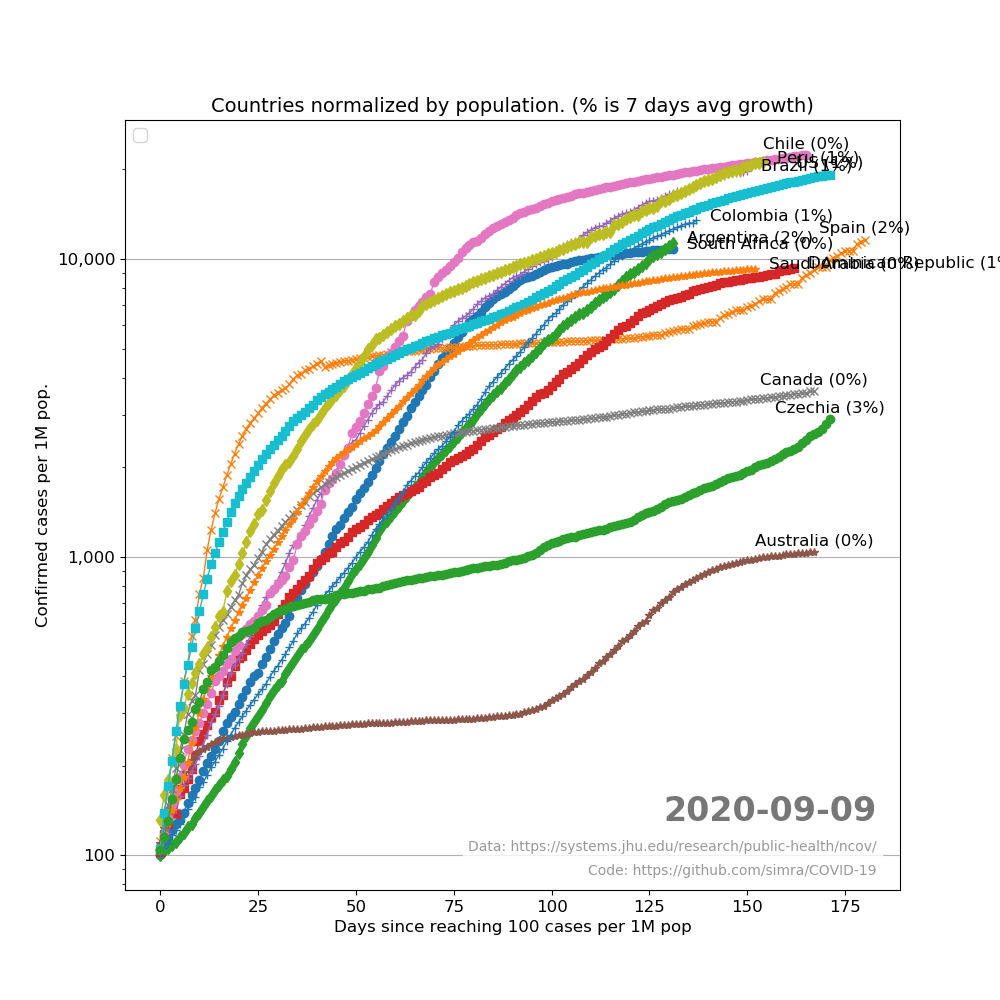 Countries normalized by population. (% is 7 days avg growth)
Chile (0%)
Peru (1%)
US (1%)
Brazil (1%)
Colombia (1%)
Spain (2%)
Argentina (2%)
South Africa (0%)
Saudi Arabia (0%)
Dominican Republic (1%
Canada (0%)
Czechia (3%)
Australia (0%)
10,000
1,000
100
Confirmed cases per 1M pop.
2020-09-09
Data: https://systems.jhu.edu/research/public-health/ncov/
Code: https://github.com/simra/COVID-19
0 25 50 75 100 125 150 175
Days since reaching 100 cases per 1M pop